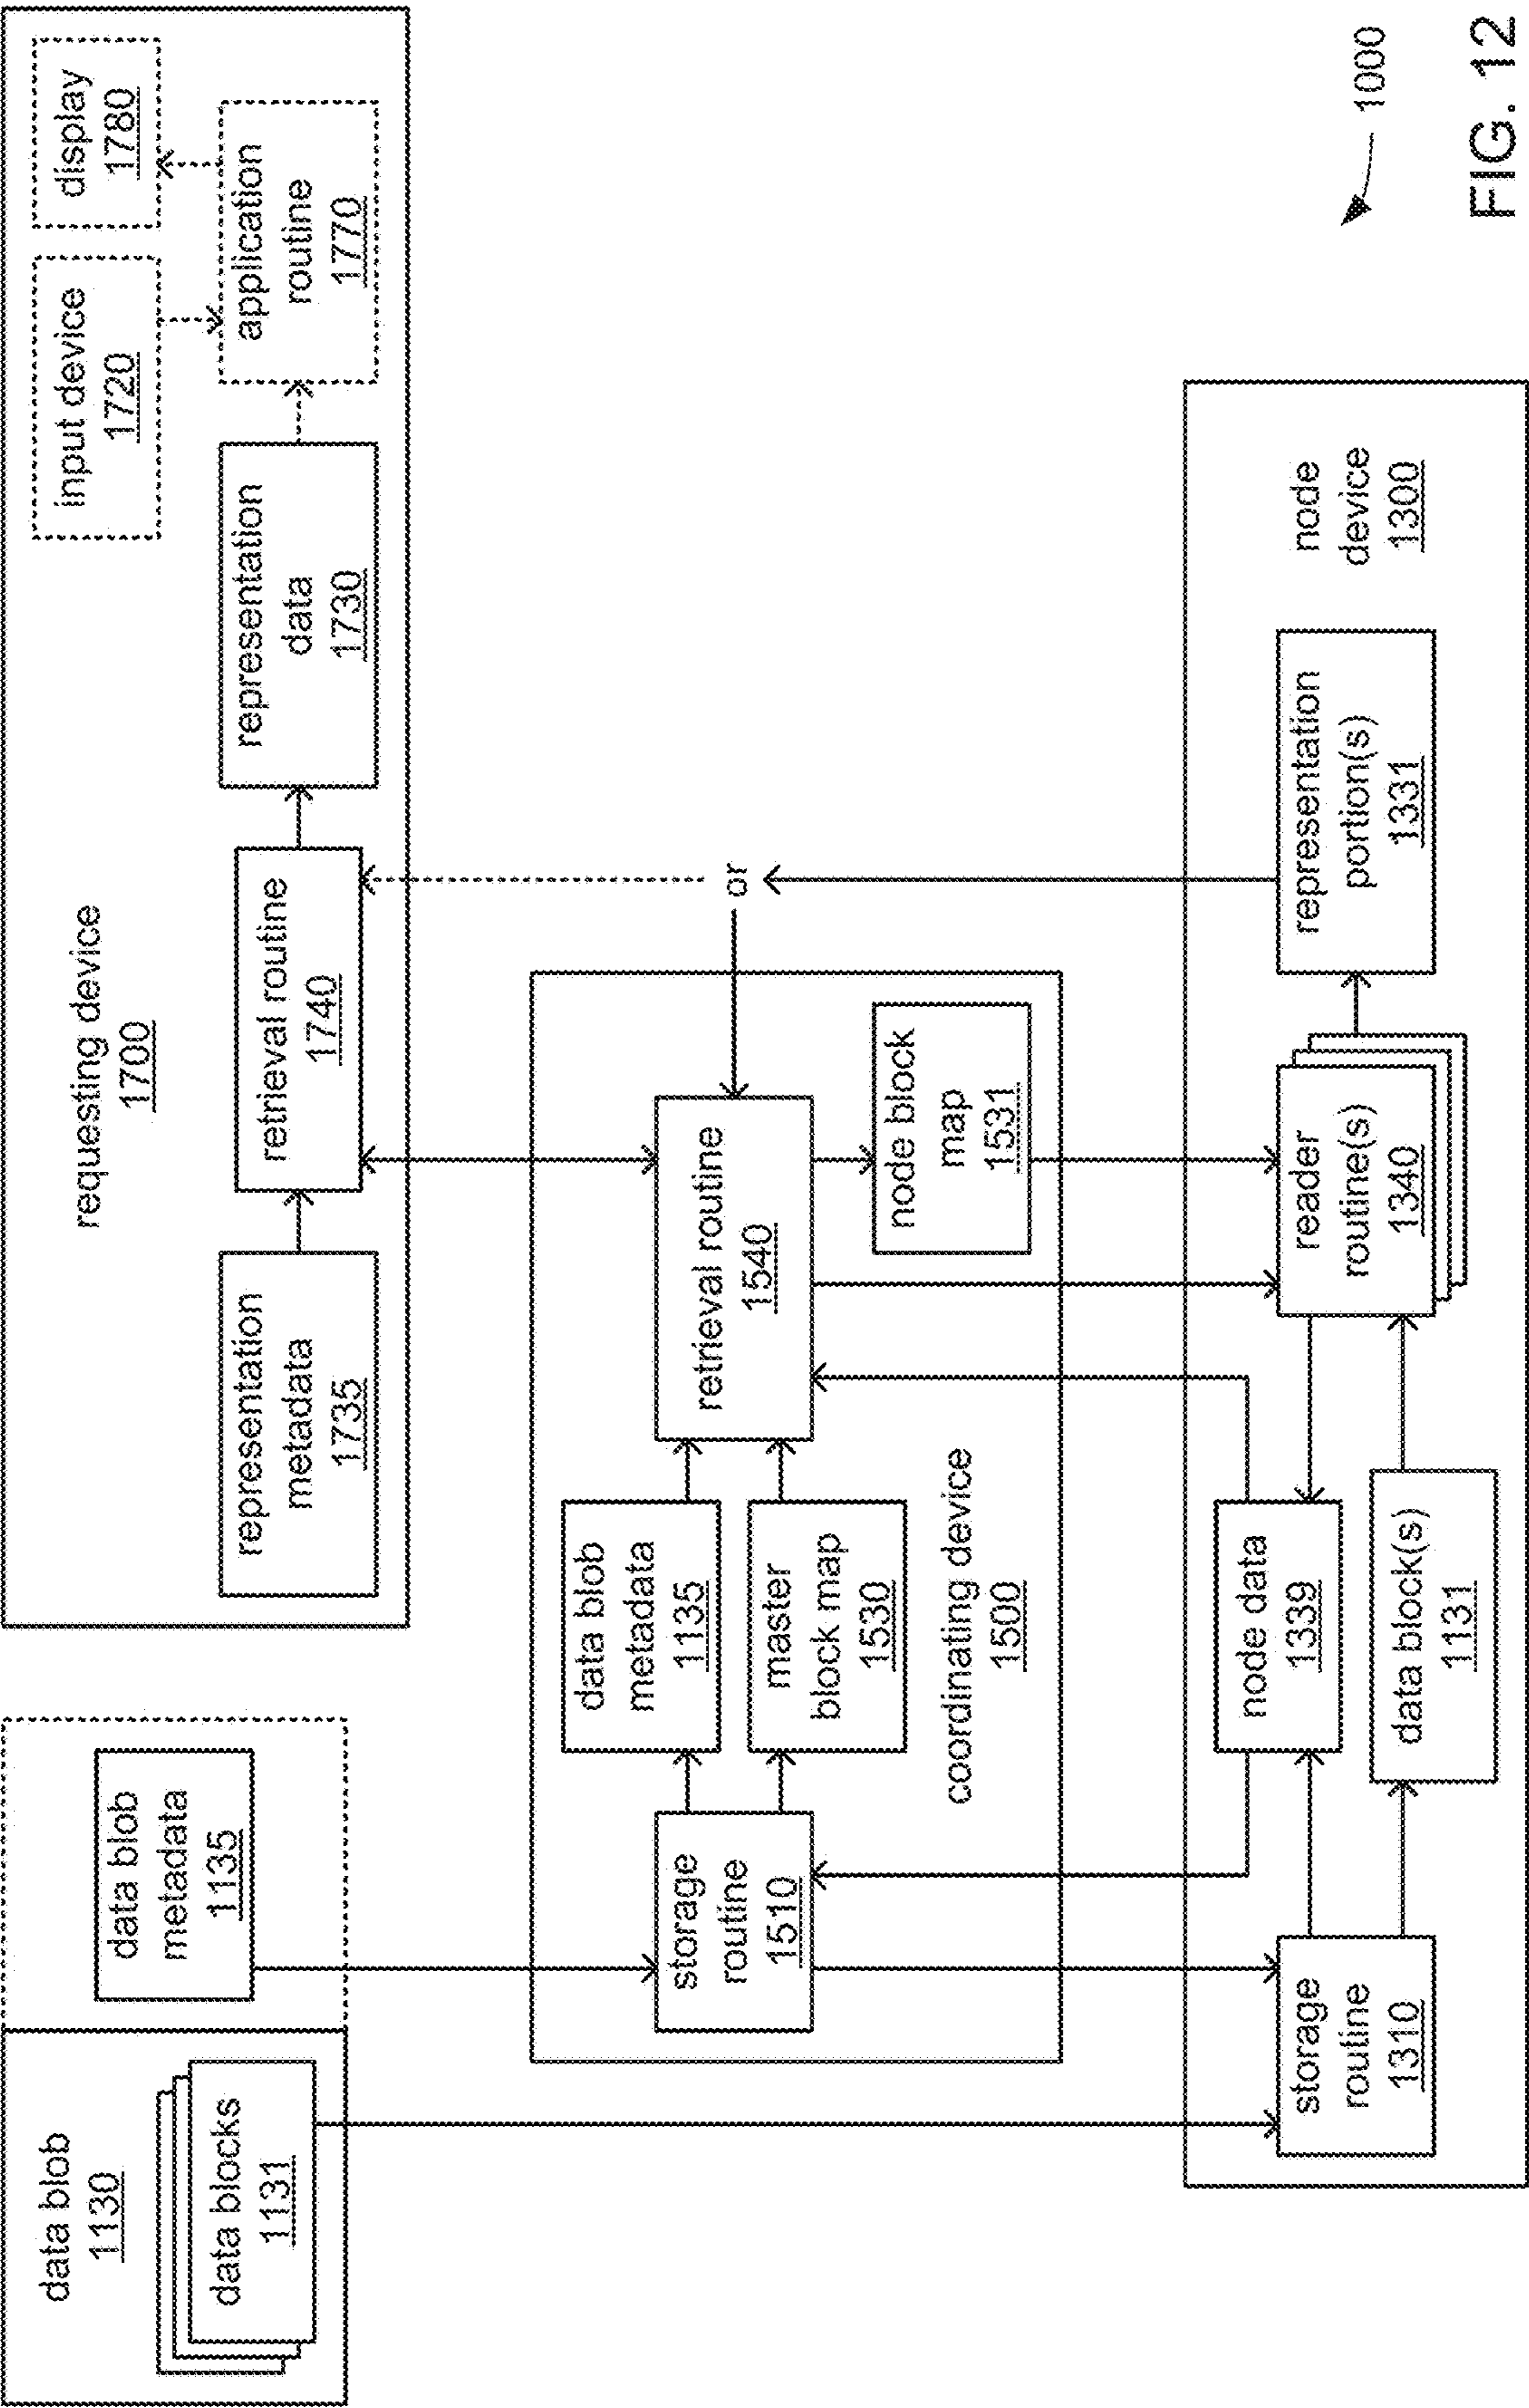 data blob
1130
data blocks
1131
data blob
metadata
1135
requesting device
1700
representation
metadata
1735
retrieval routine
1740
representation
data
1730
input device
1720
display
1780
application
routine
1770
storage
routine
1510
data blob
metadata
1135
master
block map
1530
coordinating device
1500
retrieval routine
1540
node block
map
1531
or
storage
routine
1310
node data
1339
data block(s)
1131
reader
routine(s)
1340
representation
portion(s)
1331
node
device
1300
1000
FIG. 12